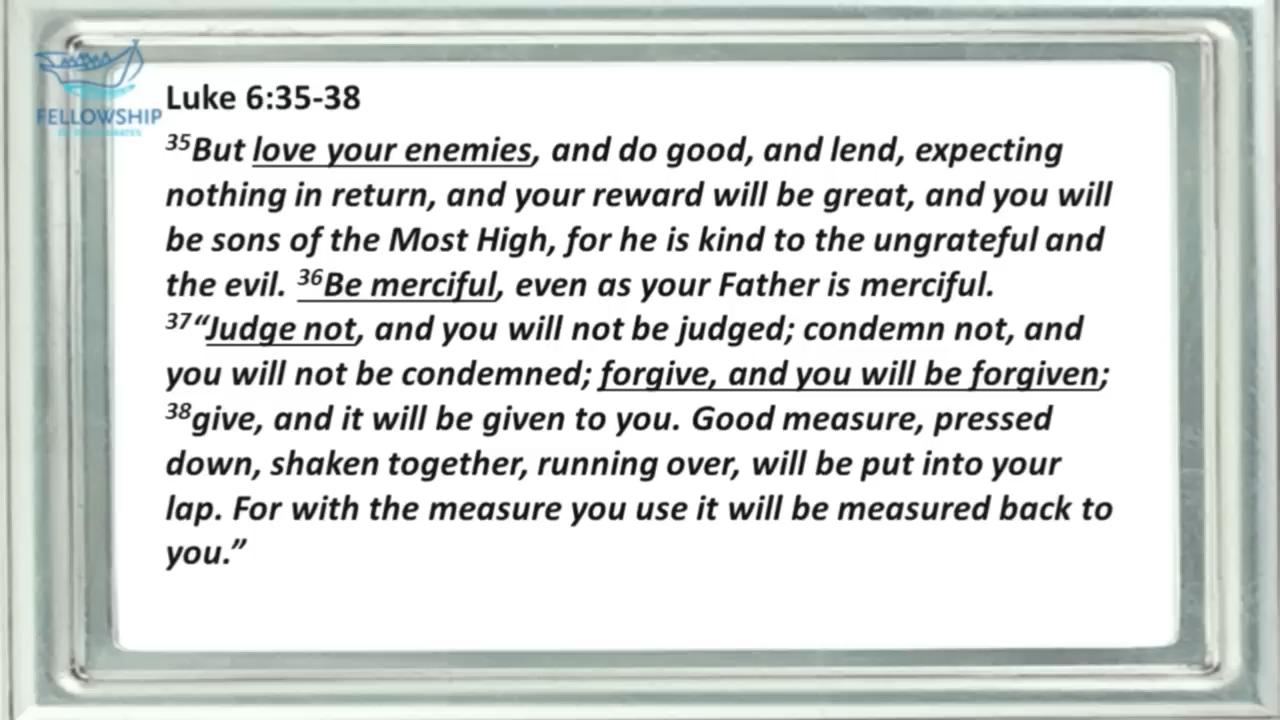 FELLOWSHIP
Luke 6:35-38
³⁵But love your enemies, and do good, and lend, expecting
nothing in return, and your reward will be great, and you will
be sons of the Most High, for he is kind to the ungrateful and
the evil. ³⁶Be merciful, even as your Father is merciful.
³⁷“Judge not, and you will not be judged; condemn not, and
you will not be condemned; forgive, and you will be forgiven;
³⁸give, and it will be given to you. Good measure, pressed
down, shaken together, running over, will be put into your
lap. For with the measure you use it will be measured back to
you.”